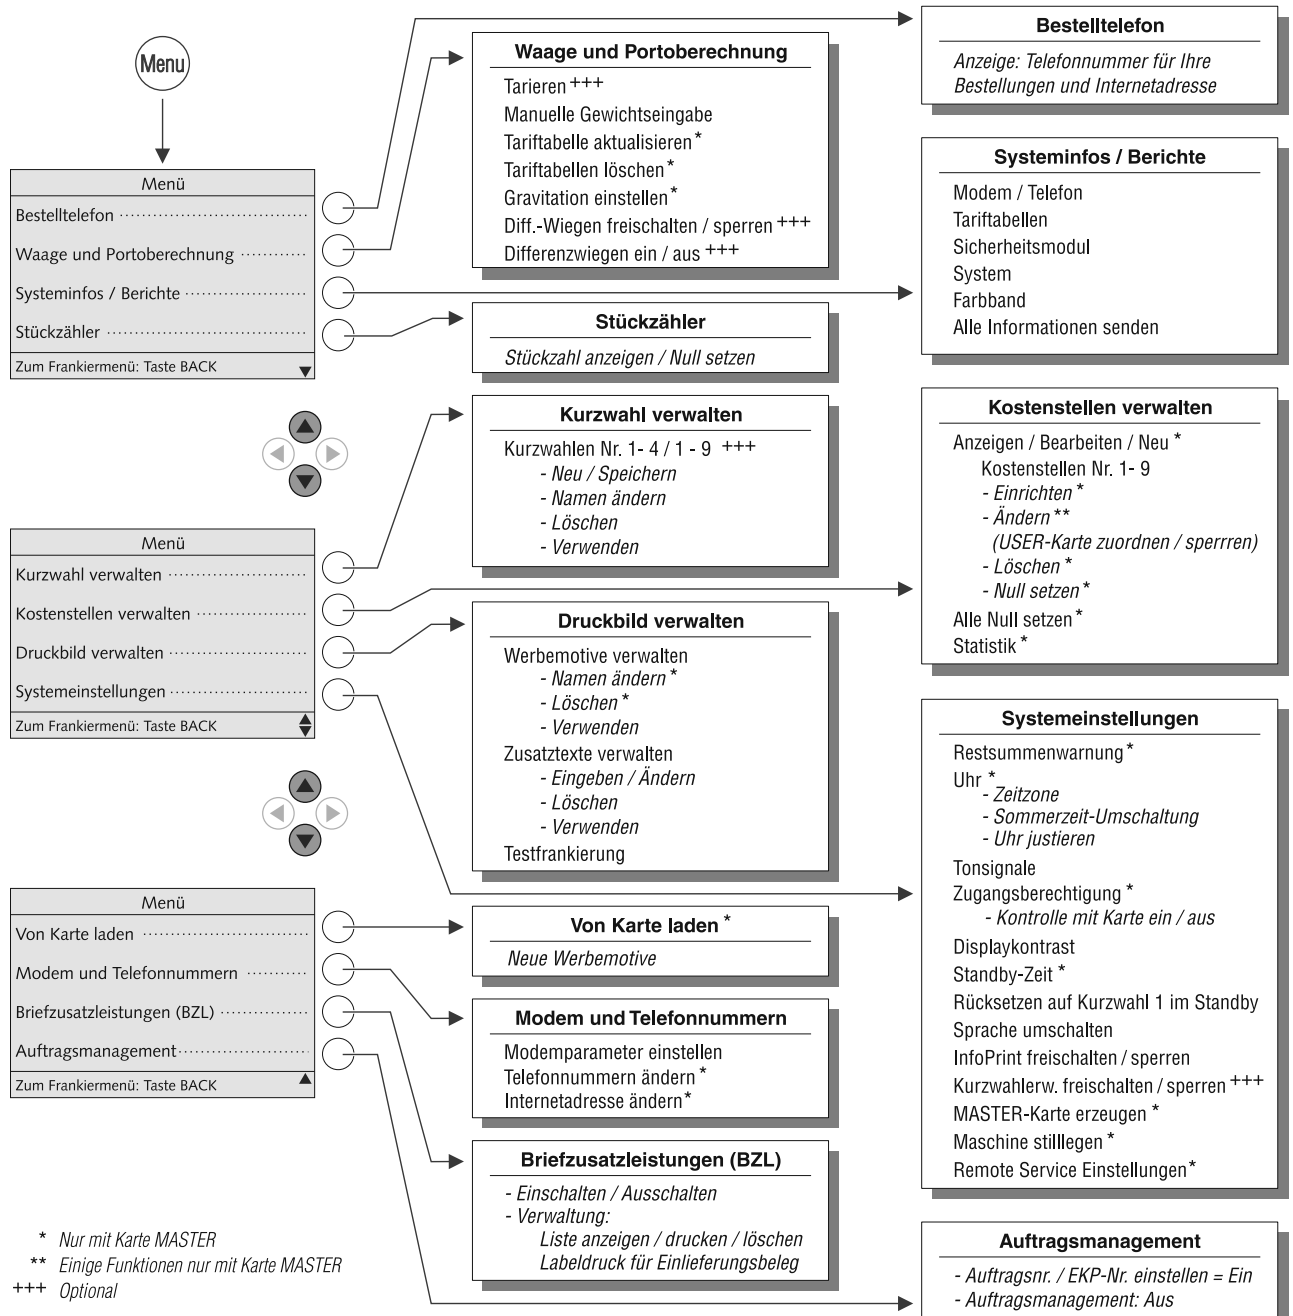 Menu
Menü
Bestelltelefon
Waage und Portoberechnung
Systeminfos / Berichte
Stückzähler
Zum Frankiermenü: Taste BACK
Menü
Kurzwahl verwalten
Kostenstellen verwalten
Druckbild verwalten
Systemeinstellungen
Zum Frankiermenü: Taste BACK
Menü
Von Karte laden
Modem und Telefonnummern
Briefzusatzleistungen (BZL)
Auftragsmanagement
Zum Frankiermenü: Taste BACK
* Nur mit Karte MASTER
** Einige Funktionen nur mit Karte MASTER
+++ Optional
Waage und Portoberechnung
Tarieren +++
Manuelle Gewichtseingabe
Tariftabelle aktualisieren *
Tariftabellen löschen *
Gravitation einstellen *
Diff.-Wiegen freischalten / sperren +++
Differenzwiegen ein / aus +++
Stückzähler
Stückzahl anzeigen / Null setzen
Kurzwahl verwalten
Kurzwahlen Nr. 1- 4 / 1 - 9 +++
- Neu / Speichern
- Namen ändern
- Löschen
- Verwenden
Druckbild verwalten
Werbemotive verwalten
- Namen ändern *
- Löschen *
- Verwenden
Zusatztexte verwalten
- Eingeben / Ändern
- Löschen
- Verwenden
Testfrankierung
Von Karte laden *
Neue Werbemotive
Modem und Telefonnummern
Modemparameter einstellen
Telefonnummern ändern *
Internetadresse ändern *
Briefzusatzleistungen (BZL)
- Einschalten / Ausschalten
- Verwaltung:
Liste anzeigen / drucken / löschen
Labeldruck für Einlieferungsbeleg
Bestelltelefon
Anzeige: Telefonnummer für Ihre
Bestellungen und Internetadresse
Systeminfos / Berichte
Modem / Telefon
Tariftabellen
Sicherheitsmodul
System
Farbband
Alle Informationen senden
Kostenstellen verwalten
Anzeigen / Bearbeiten / Neu *
Kostenstellen Nr. 1- 9
- Einrichten *
- Ändern **
(USER-Karte zuordnen / sperrren)
- Löschen *
- Null setzen *
Alle Null setzen *
Statistik *
Systemeinstellungen
Restsummenwarnung *
Uhr *
- Zeitzone
- Sommerzeit-Umschaltung
- Uhr justieren
Tonsignale
Zugangsberechtigung *
- Kontrolle mit Karte ein / aus
Displaykontrast
Standby-Zeit *
Rücksetzen auf Kurzwahl 1 im Standby
Sprache umschalten
InfoPrint freischalten / sperren
Kurzwahlerw. freischalten / sperren +++
MASTER-Karte erzeugen *
Maschine stilllegen *
Remote Service Einstellungen *
Auftragsmanagement
- Auftragsnr. / EKP-Nr. einstellen = Ein
- Auftragsmanagement: Aus